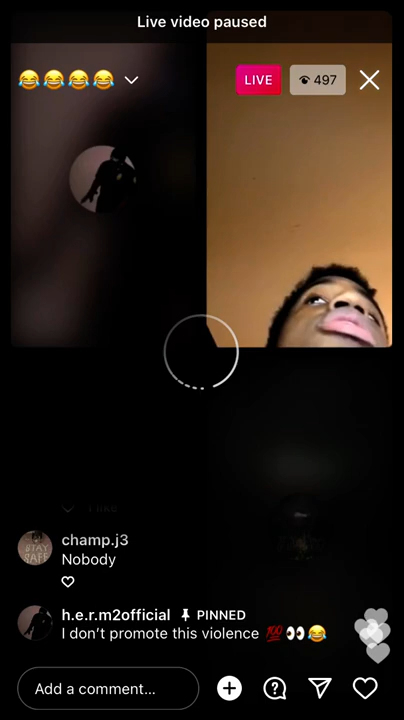 Live video paused
😂😂😂😂
LIVE
497
champ.j3
Nobody
h.e.r.m2official PINNED
I don't promote this violence 💯👀😂
Add a comment...